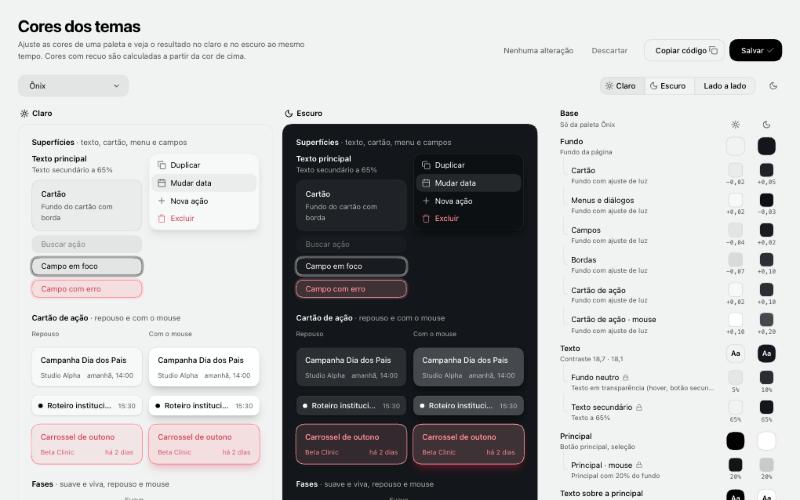 Cores dos temas
Ajuste as cores de uma paleta e veja o resultado no claro e no escuro ao mesmo
tempo. Cores com recuo são calculadas a partir da cor de cima.
Nenhuma alteração
Descartar
Copiar código
Salvar
Ônix
Claro
Escuro
Lado a lado
Claro
Superfícies · texto, cartão, menu e campos
Texto principal
Texto secundário a 65%
Cartão
Fundo do cartão com
borda
Duplicar
Mudar data
Nova ação
Excluir
Buscar ação
Campo em foco
Campo com erro
Cartão de ação · repouso e com o mouse
Repouso
Com o mouse
Campanha Dia dos Pais
Studio Alpha amanhã, 14:00
Campanha Dia dos Pais
Studio Alpha amanhã, 14:00
Roteiro instituci... 15:30
Roteiro instituci... 15:30
Carrossel de outono
Beta Clinic há 2 dias
Carrossel de outono
Beta Clinic há 2 dias
Fases · suave e viva, repouso e com mouse
Escuro
Superfícies · texto, cartão, menu e campos
Texto principal
Texto secundário a 65%
Cartão
Fundo do cartão com
borda
Duplicar
Mudar data
Nova ação
Excluir
Buscar ação
Campo em foco
Campo com erro
Cartão de ação · repouso e com o mouse
Repouso
Com o mouse
Campanha Dia dos Pais
Studio Alpha amanhã, 14:00
Campanha Dia dos Pais
Studio Alpha amanhã, 14:00
Roteiro instituci... 15:30
Roteiro instituci... 15:30
Carrossel de outono
Beta Clinic há 2 dias
Carrossel de outono
Beta Clinic há 2 dias
Fases · suave e viva, repouso e com mouse
Base
Só da paleta Ônix
Fundo
Fundo da página
Cartão
Fundo com ajuste de luz
−0,02 +0,05
Menus e diálogos
Fundo com ajuste de luz
+0,02 −0,03
Campos
Fundo com ajuste de luz
−0,04 +0,02
Bordas
Fundo com ajuste de luz
−0,07 +0,10
Cartão de ação
Fundo com ajuste de luz
+0,02 +0,10
Cartão de ação · mouse
Fundo com ajuste de luz
+0,10 +0,20
Texto
Contraste 18,7 · 18,1
Aa Aa
Fundo neutro
Texto em transparência (hover, botão secun...
5% 10%
Texto secundário
Texto a 65%
65% 65%
Principal
Botão principal, seleção
Principal · mouse
Principal com 20% do fundo
20% 20%
Texto sobre a principal